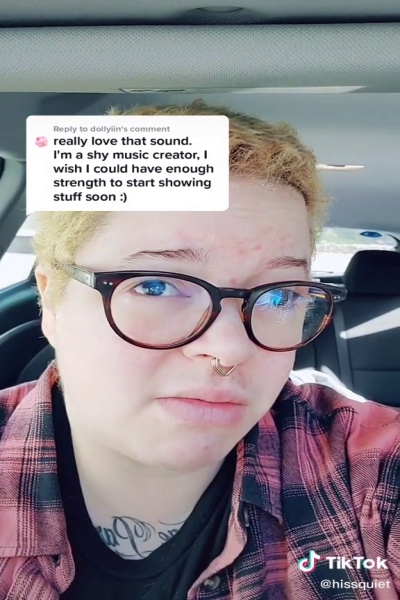 Reply to dollyiin's comment
really love that sound.
I'm a shy music creator, I
wish I could have enough
strength to start showing
stuff soon :)
TikTok
@hissquiet